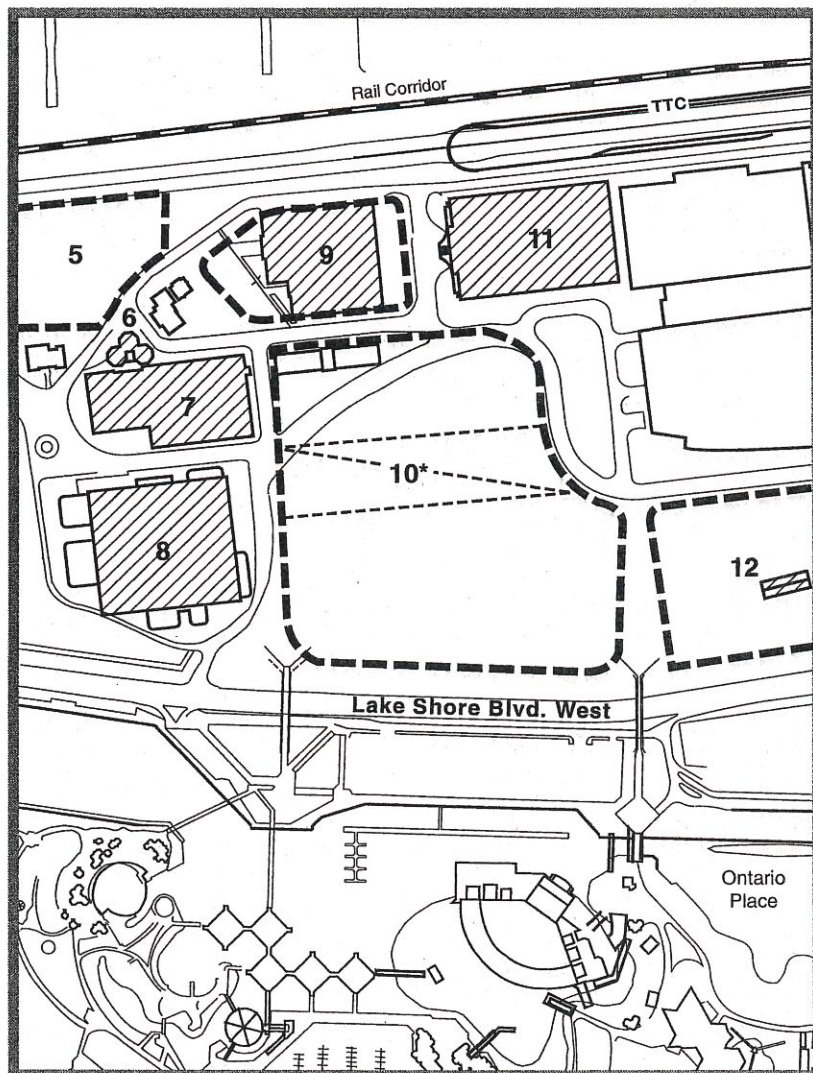 Rail Corridor
TTC
5
9
11
6
7
10*
8
12
Lake Shore Blvd. West
Ontario
Place